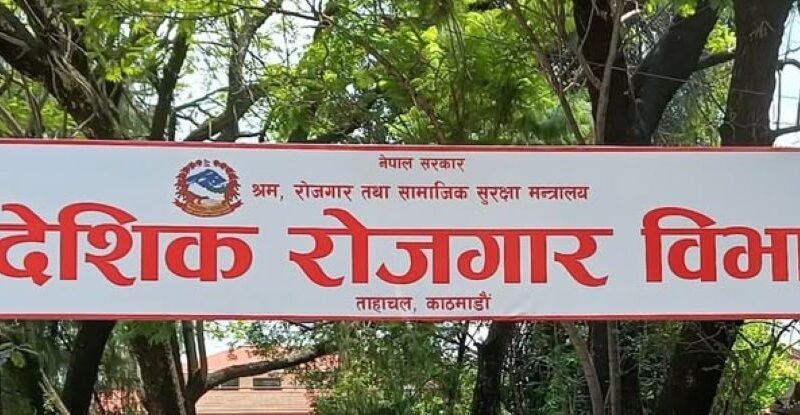 नेपाल सरकार
श्रम, रोजगार तथा सामाजिक सुरक्षा मन्त्रालय
देशिक रोजगार विभा
ताहाचल, काठमाडौं